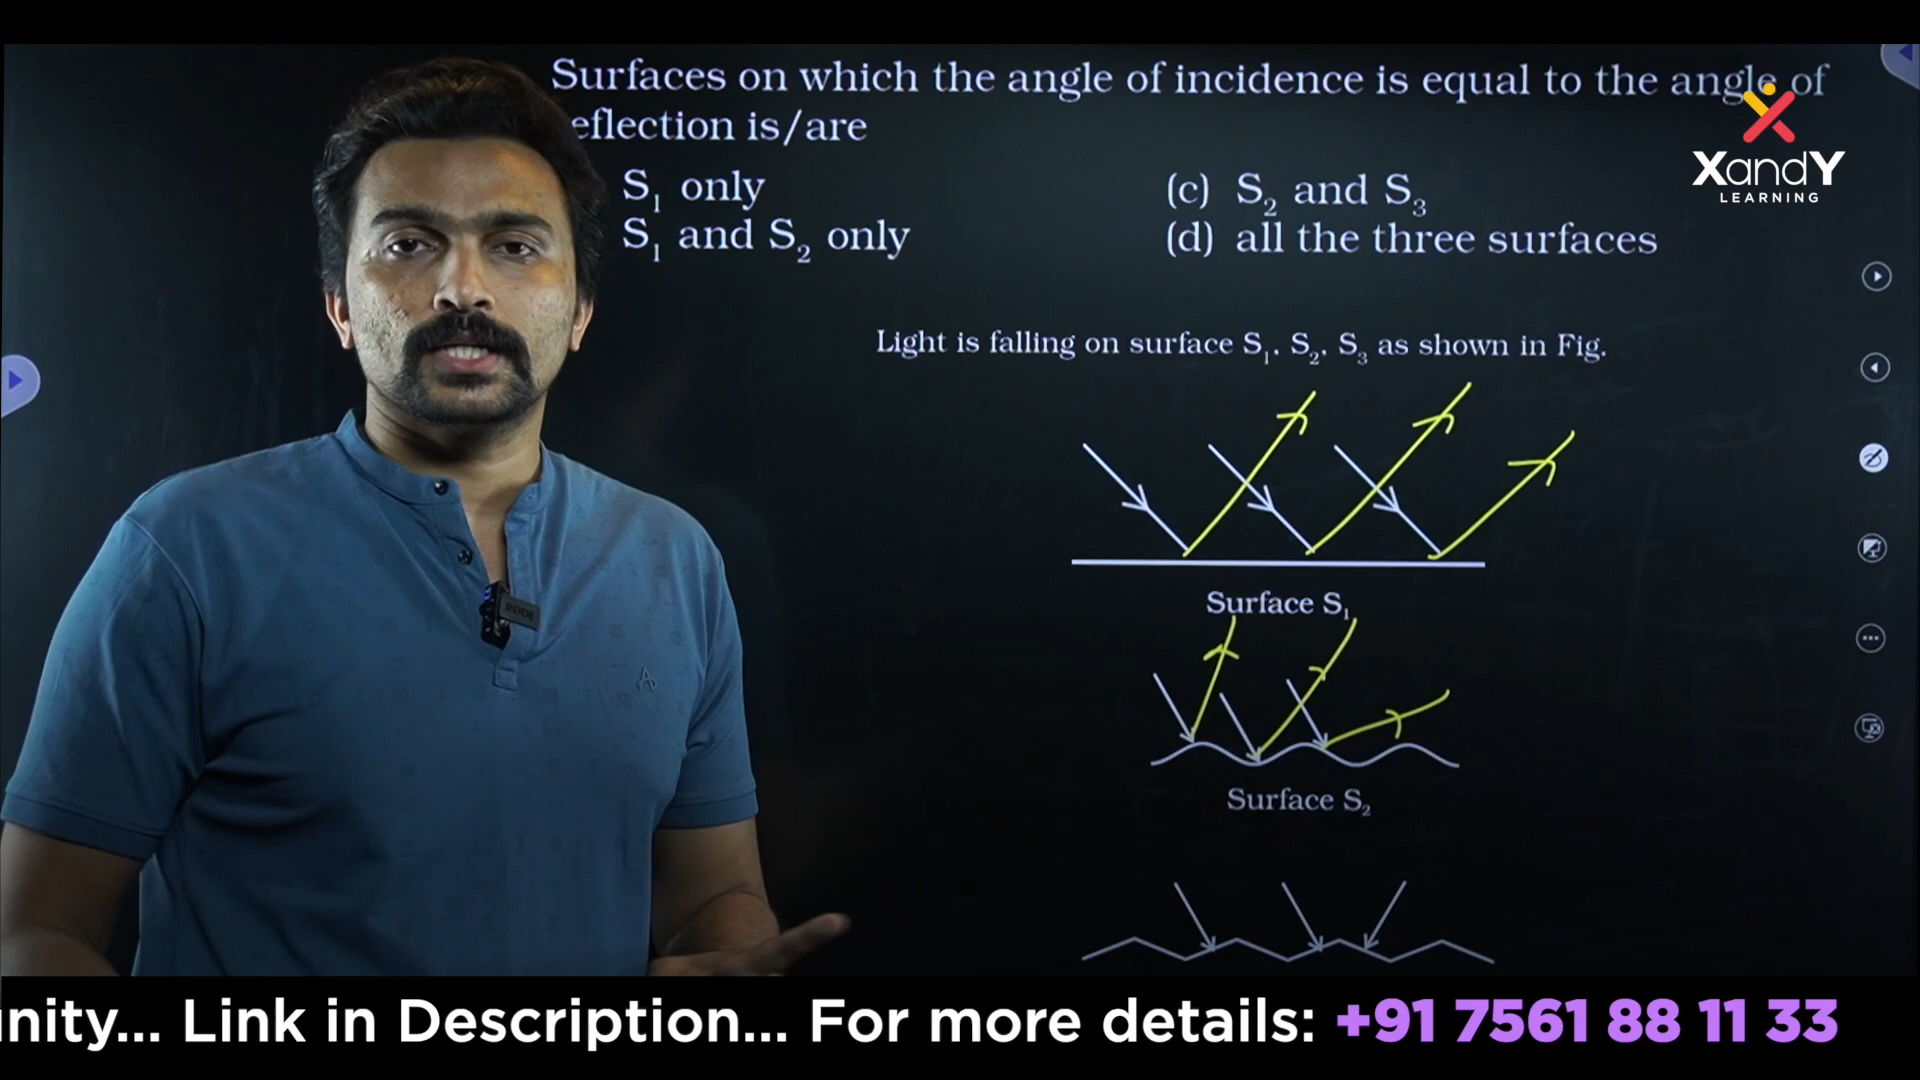 Surfaces on which the angle of incidence is equal to the angle of
eflection is/are
S₁ only
(c) S₂ and S₃
S₁ and S₂ only
(d) all the three surfaces
XandY
LEARNING
Light is falling on surface S₁, S₂, S₃ as shown in Fig.
Surface S₁
RODE
A
Surface S₂
nity... Link in Description... For more details: +91 7561 88 11 33